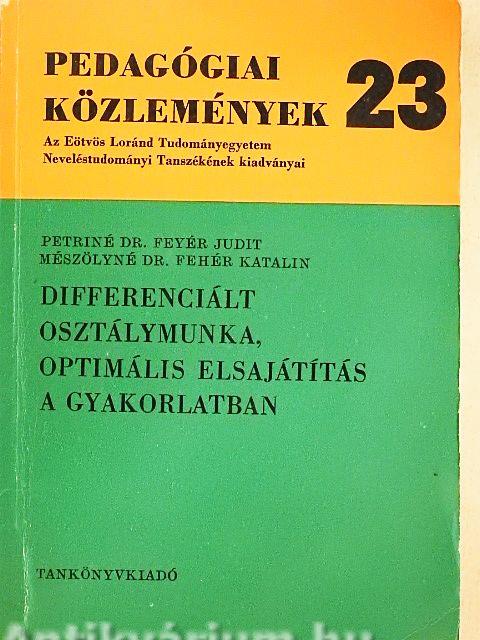 PEDAGÓGIAI
KÖZLEMÉNYEK 23
Az Eötvös Loránd Tudományegyetem
Neveléstudományi Tanszékének kiadványai
PETRINÉ DR. FEYÉR JUDIT
MÉSZÖLYNÉ DR. FEHÉR KATALIN
DIFFERENCIÁLT
OSZTÁLYMUNKA,
OPTIMÁLIS ELSAJÁTÍTÁS
A GYAKORLATBAN
TANKÖNYVKIADÓ
Antikvárium.hu